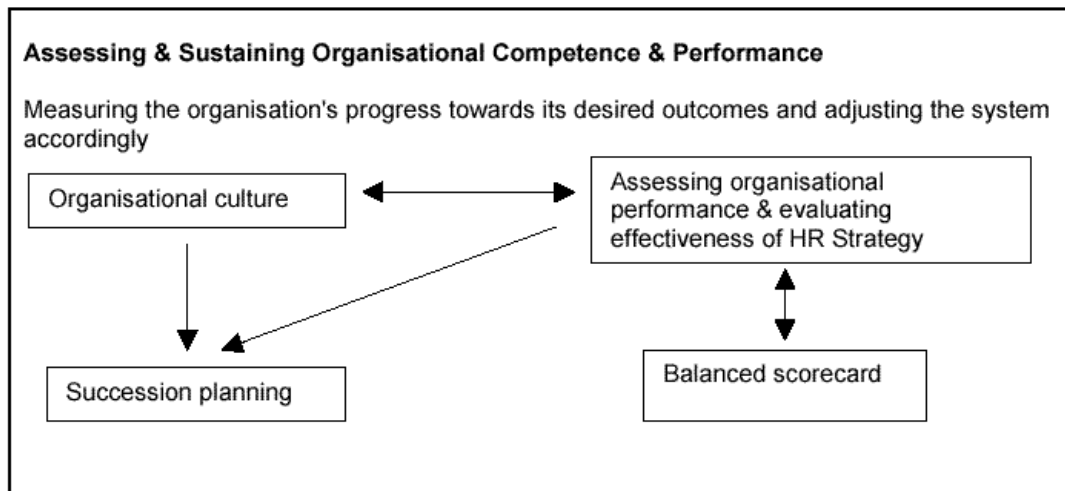 Assessing & Sustaining Organisational Competence & Performance
Measuring the organisation's progress towards its desired outcomes and adjusting the system
accordingly
Organisational culture
Assessing organisational
performance & evaluating
effectiveness of HR Strategy
Succession planning
Balanced scorecard